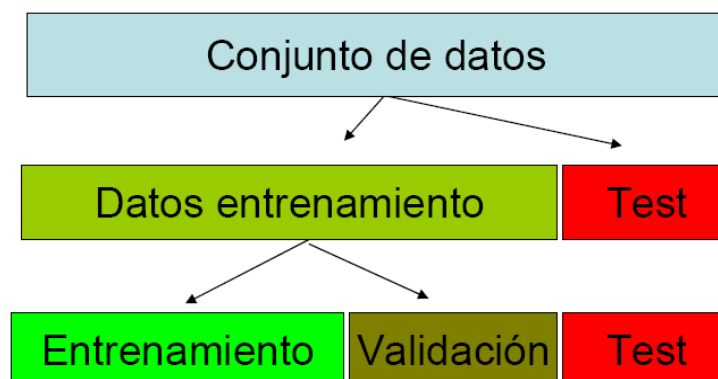 Conjunto de datos
Datos entrenamiento
Test
Entrenamiento
Validación
Test